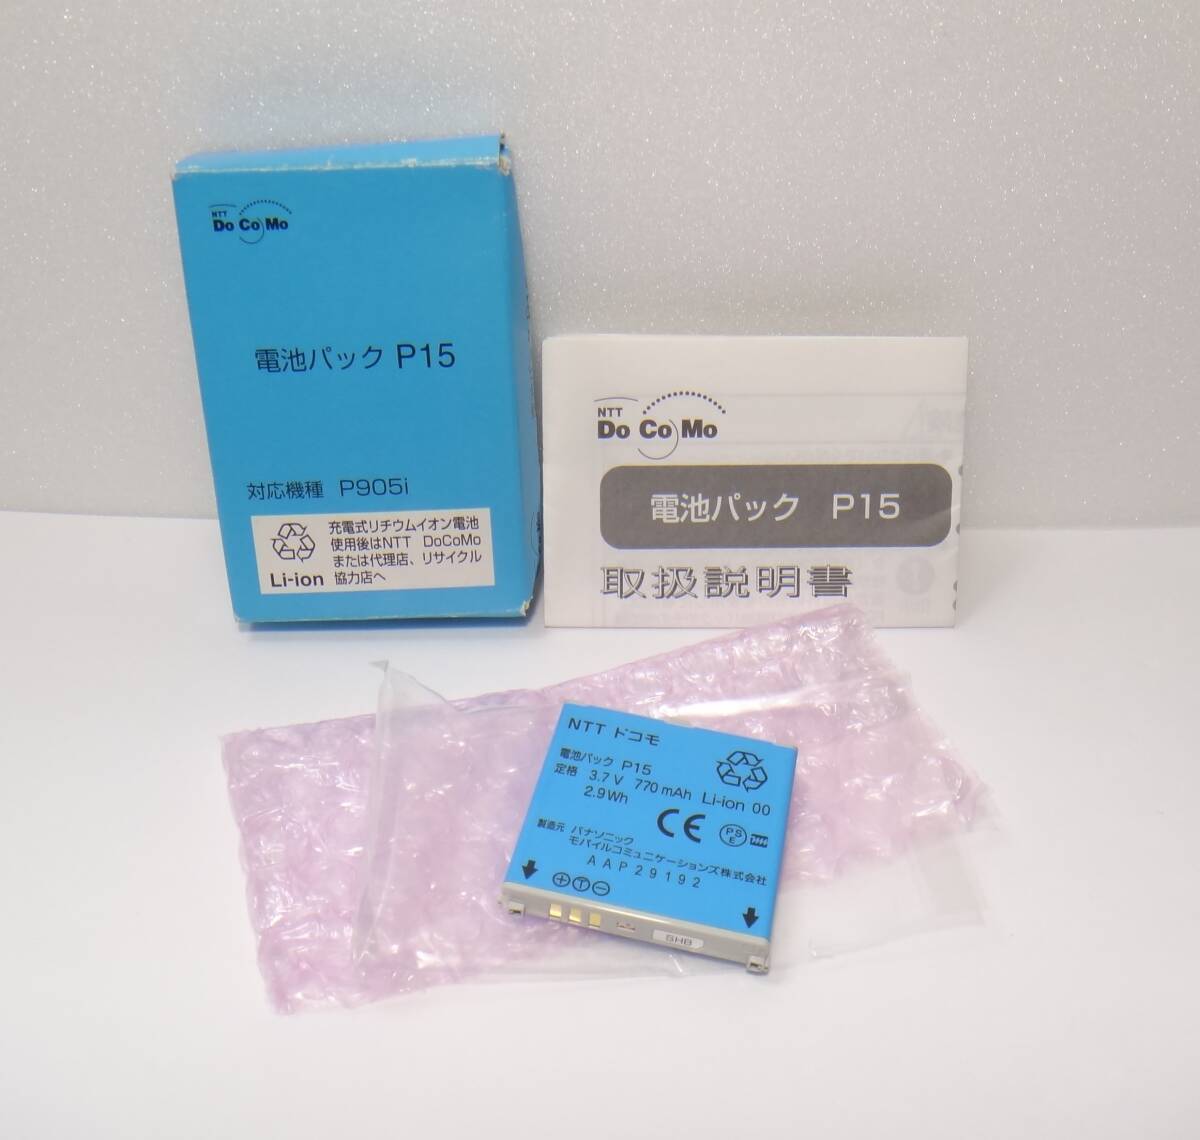 NTT
DoCoMo
電池パック P15
対応機種 P905i
充電式リチウムイオン電池
使用後はNTT DoCoMo
または代理店、リサイクル
協力店へ
Li-ion
NTT
DoCoMo
電池パック P15
取扱説明書
NTT ドコモ
電池パック P15
定格 3.7V 770mAh Li-ion 00
2.9Wh
CE
PSE
製造元 パナソニック
モバイルコミュニケーションズ株式会社
AAP29192
+ T −